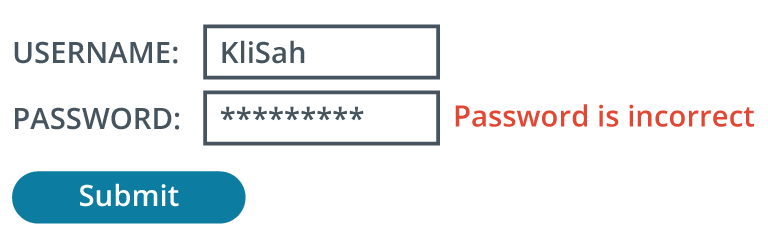 USERNAME: KliSah
PASSWORD: ********* Password is incorrect
Submit